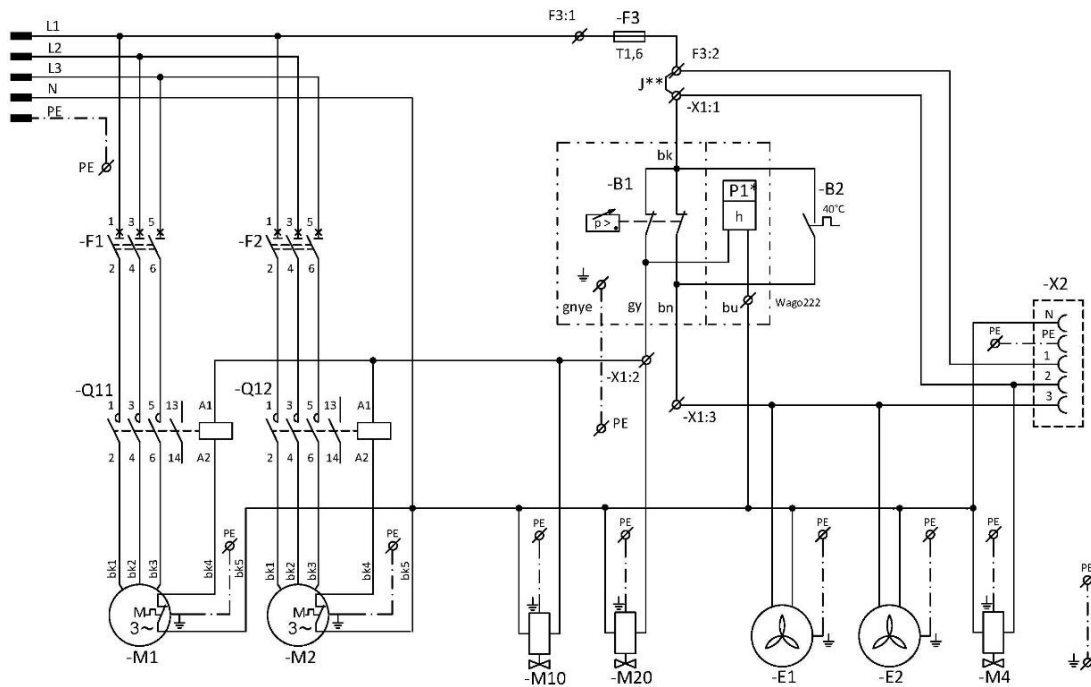 L1
L2
L3
N
PE
PE
F3:1
-F3
T1,6
F3:2
J**
-X1:1
bk
-B1
P1*
h
-B2
40°C
p >
gnye
gy
bn
bu
Wago222
-X1:2
-X1:3
PE
-X2
N
PE
1
2
3
PE
-F1
1 3 5
2 4 6
-F2
1 3 5
2 4 6
-Q11
1 3 5 13 A1
2 4 6 14 A2
-Q12
1 3 5 13 A1
2 4 6 14 A2
bk1 bk2 bk3 bk4 PE bk5
M
3~
-M1
bk1 bk2 bk3 bk4 PE bk5
M
3~
-M2
PE
-M10
PE
-M20
PE
-E1
PE
-E2
PE
-M4
PE